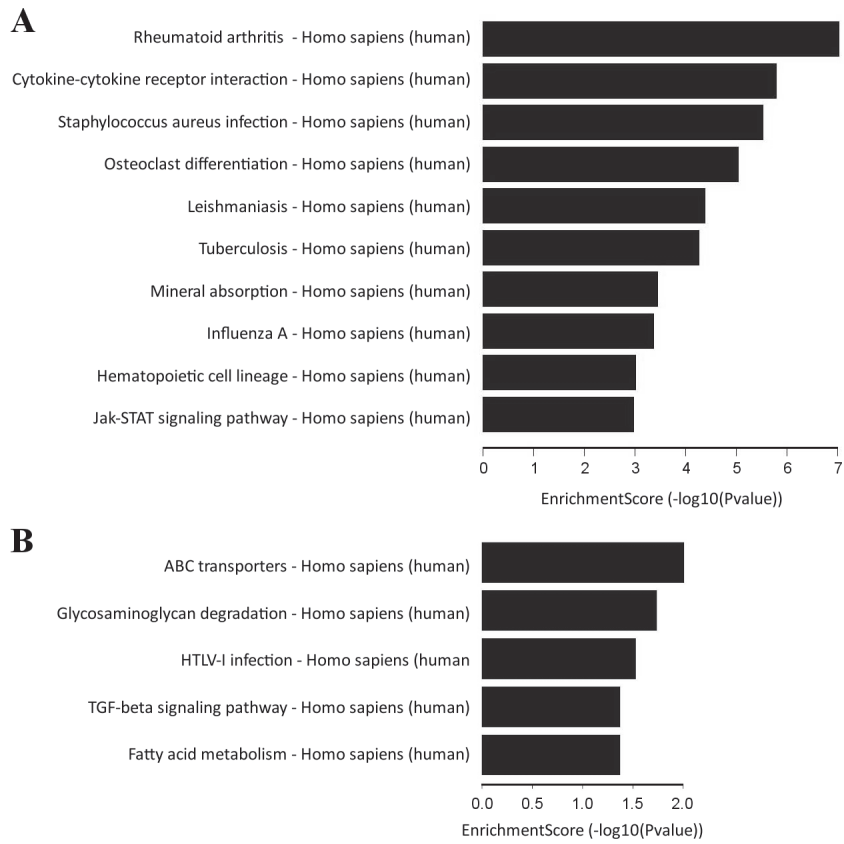 A
Rheumatoid arthritis - Homo sapiens (human)
Cytokine-cytokine receptor interaction - Homo sapiens (human)
Staphylococcus aureus infection - Homo sapiens (human)
Osteoclast differentiation - Homo sapiens (human)
Leishmaniasis - Homo sapiens (human)
Tuberculosis - Homo sapiens (human)
Mineral absorption - Homo sapiens (human)
Influenza A - Homo sapiens (human)
Hematopoietic cell lineage - Homo sapiens (human)
Jak-STAT signaling pathway - Homo sapiens (human)
0 1 2 3 4 5 6 7
EnrichmentScore (-log10(Pvalue))
B
ABC transporters - Homo sapiens (human)
Glycosaminoglycan degradation - Homo sapiens (human)
HTLV-I infection - Homo sapiens (human
TGF-beta signaling pathway - Homo sapiens (human)
Fatty acid metabolism - Homo sapiens (human)
0.0 0.5 1.0 1.5 2.0
EnrichmentScore (-log10(Pvalue))